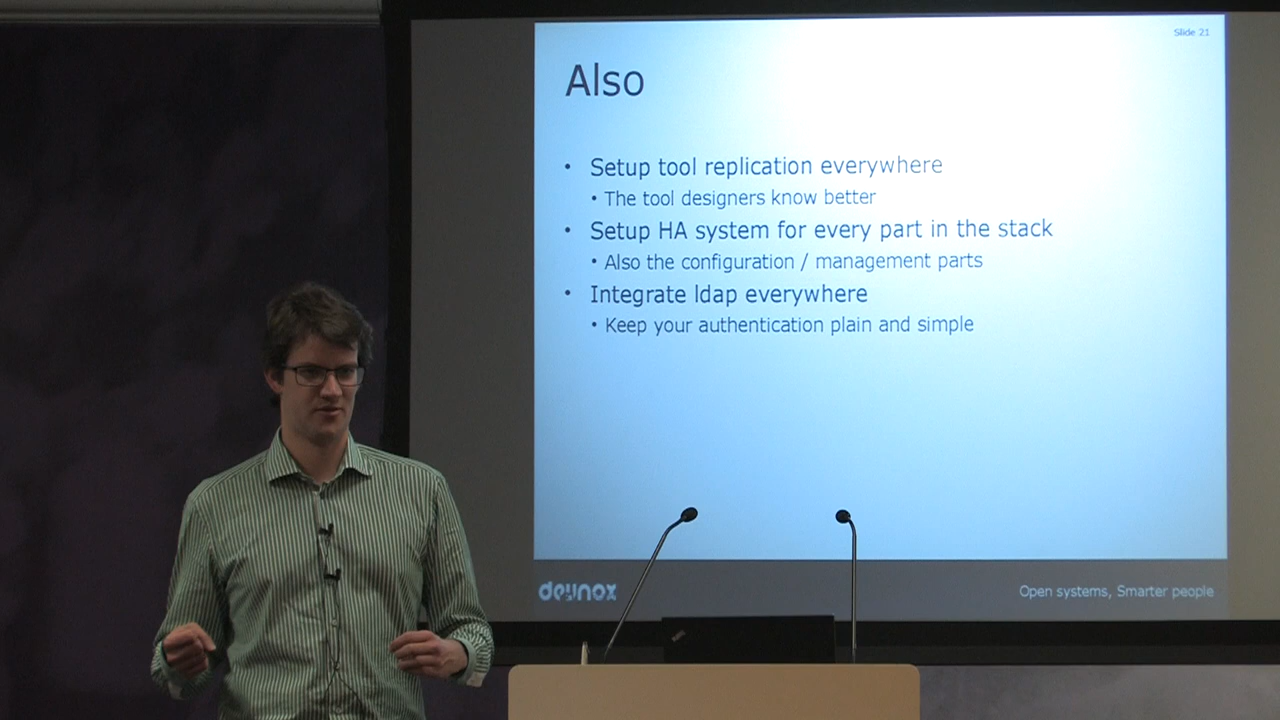 Slide 21
Also
• Setup tool replication everywhere
• The tool designers know better
• Setup HA system for every part in the stack
• Also the configuration / management parts
• Integrate ldap everywhere
• Keep your authentication plain and simple
deynox
Open systems, Smarter people